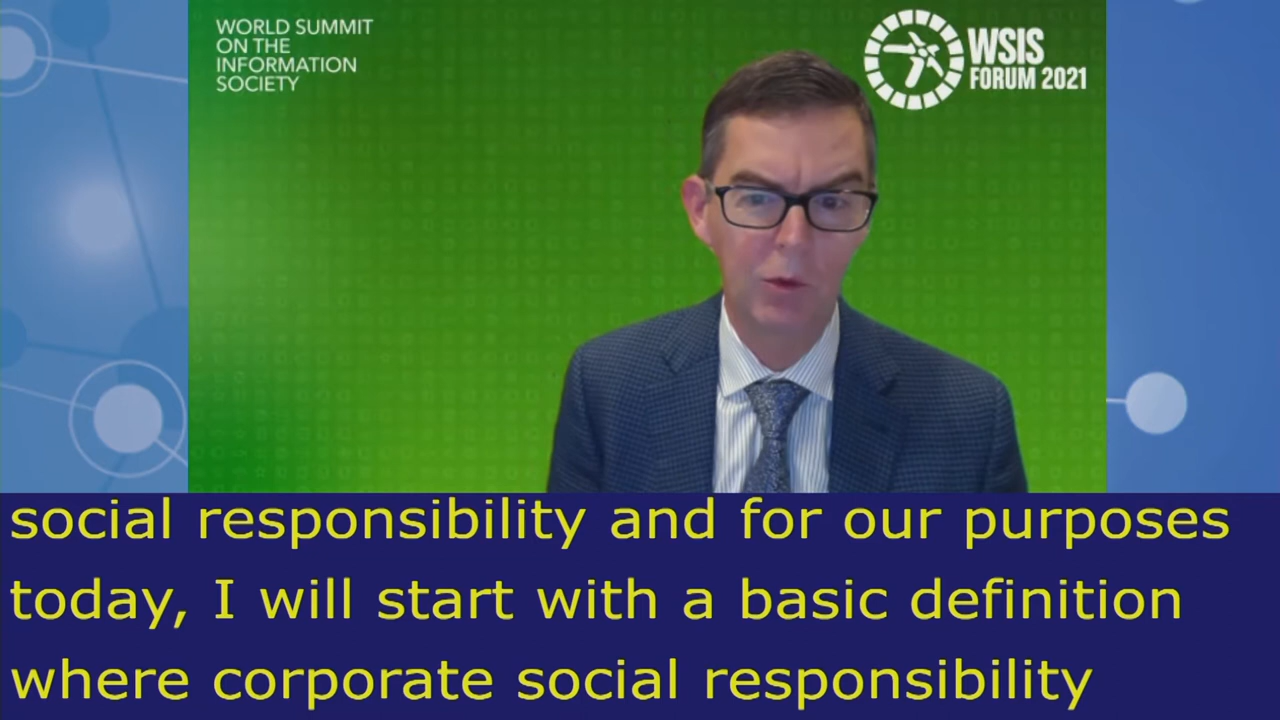 WORLD SUMMIT
ON THE
INFORMATION
SOCIETY
WSIS
FORUM 2021
social responsibility and for our purposes
today, I will start with a basic definition
where corporate social responsibility